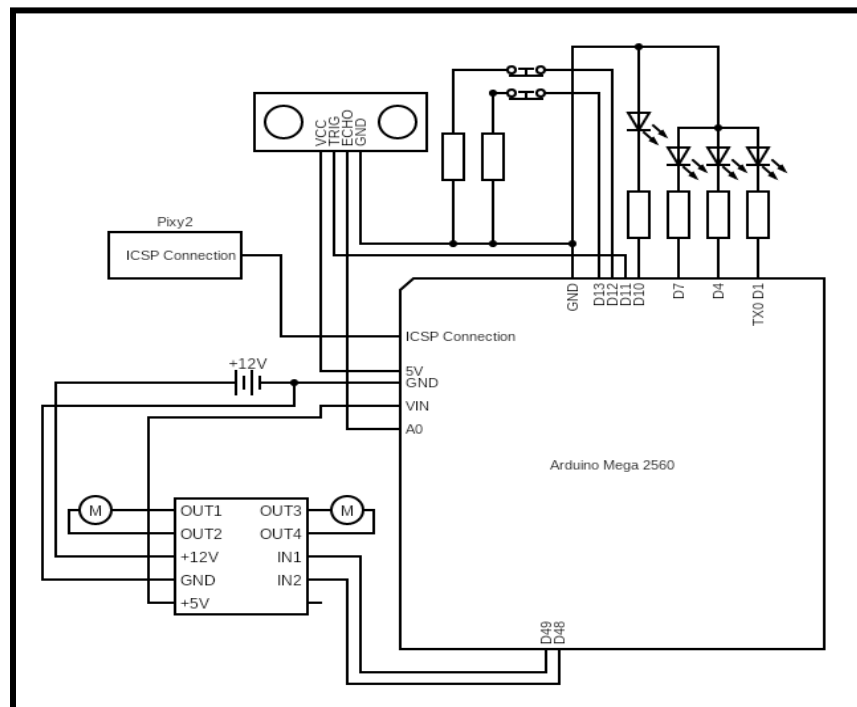 VCC
TRIG
ECHO
GND
Pixy2
ICSP Connection
GND
D13
D12
D11
D10
D7
D4
TX0 D1
ICSP Connection
5V
GND
VIN
A0
+12V
Arduino Mega 2560
M
OUT1
OUT2
+12V
GND
+5V
OUT3
OUT4
IN1
IN2
M
D49
D48